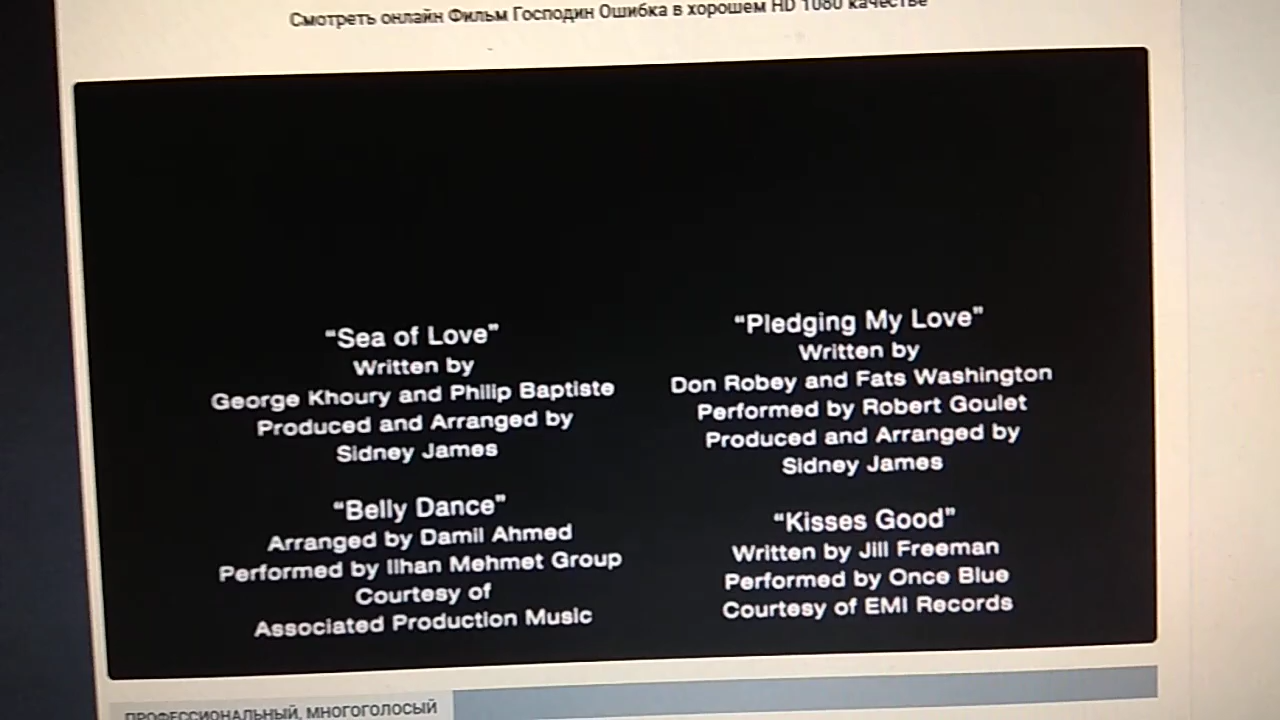 Смотреть онлайн Фильм Господин Ошибка в хорошем HD 1080 качестве
“Sea of Love”
Written by
George Khoury and Philip Baptiste
Produced and Arranged by
Sidney James
“Belly Dance”
Arranged by Damil Ahmed
Performed by Ilhan Mehmet Group
Courtesy of
Associated Production Music
“Pledging My Love”
Written by
Don Robey and Fats Washington
Performed by Robert Goulet
Produced and Arranged by
Sidney James
“Kisses Good”
Written by Jill Freeman
Performed by Once Blue
Courtesy of EMI Records
ПРОФЕССИОНАЛЬНЫЙ, МНОГОГОЛОСЫЙ